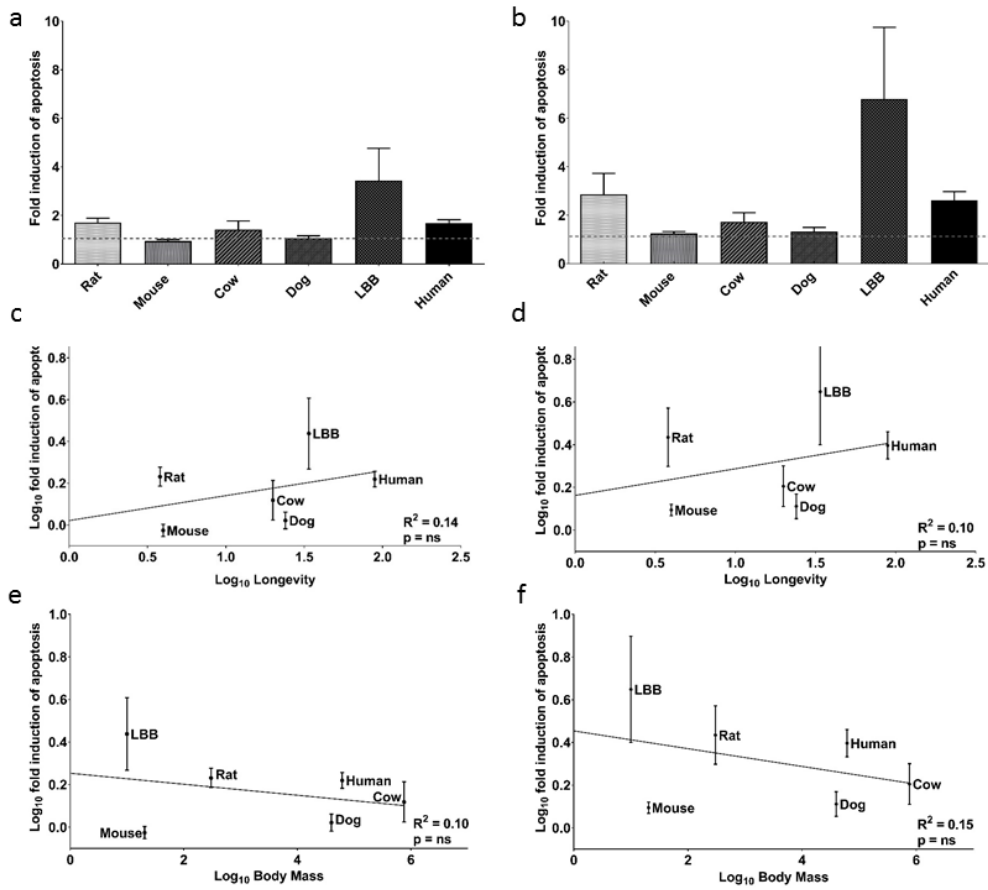 a
Fold induction of apoptosis
10
8
6
4
2
0
Rat
Mouse
Cow
Dog
LBB
Human
b
Fold induction of apoptosis
10
8
6
4
2
0
Rat
Mouse
Cow
Dog
LBB
Human
c
Log₁₀ fold induction of
0.8
0.6
0.4
0.2
0.0
LBB
Rat
Human
Cow
Dog
Mouse
R² = 0.14
p = ns
0.0 0.5 1.0 1.5 2.0 2.5
Log₁₀ Longevity
d
Log₁₀ fold induction of
0.8
0.6
0.4
0.2
0.0
LBB
Rat
Human
Cow
Dog
Mouse
R² = 0.10
p = ns
0.0 0.5 1.0 1.5 2.0 2.5
Log₁₀ Longevity
e
Log₁₀ fold induction of apoptosis
1.0
0.8
0.6
0.4
0.2
0.0
LBB
Rat
Human
Cow
Dog
Mouse
R² = 0.10
p = ns
0 2 4 6
Log₁₀ Body Mass
f
Log₁₀ fold induction of apoptosis
1.0
0.8
0.6
0.4
0.2
0.0
LBB
Rat
Human
Cow
Dog
Mouse
R² = 0.15
p = ns
0 2 4 6
Log₁₀ Body Mass